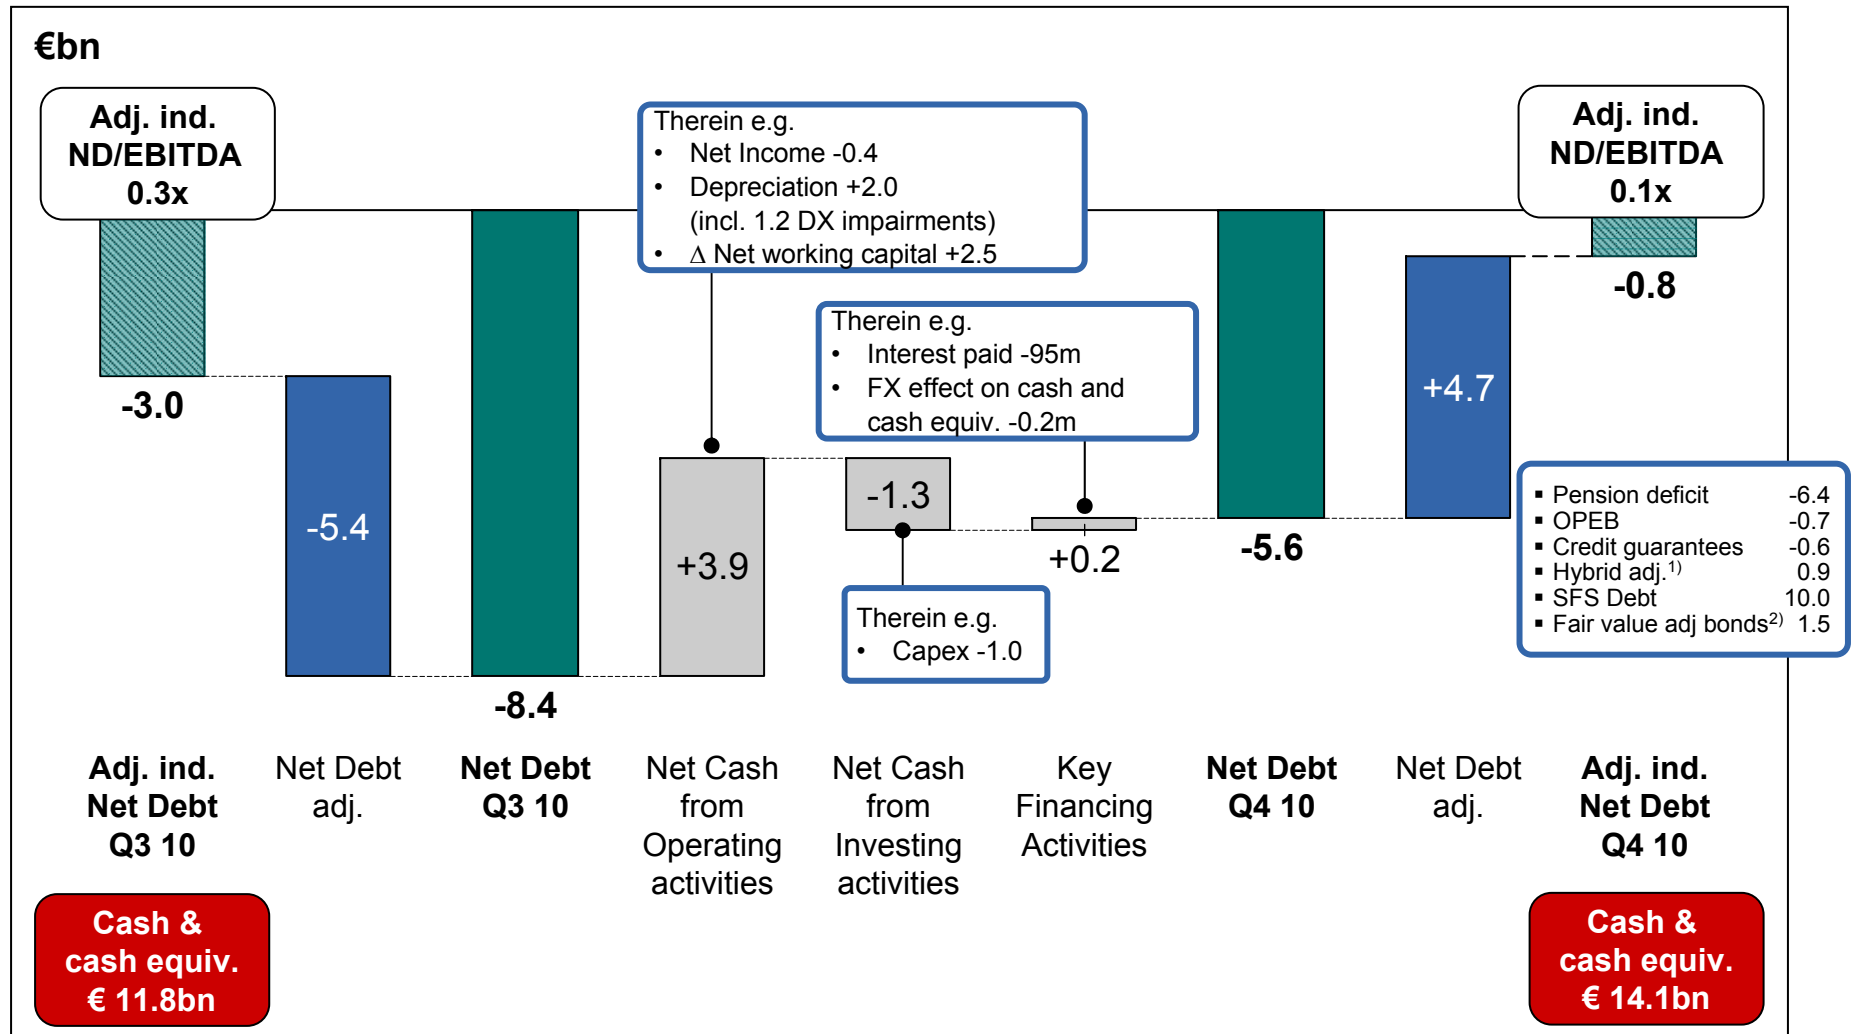 €bn
Adj. ind.
ND/EBITDA
0.3x
Therein e.g.
• Net Income -0.4
• Depreciation +2.0
(incl. 1.2 DX impairments)
• Δ Net working capital +2.5
Adj. ind.
ND/EBITDA
0.1x
Therein e.g.
• Interest paid -95m
• FX effect on cash and
cash equiv. -0.2m
-3.0
-5.4
-8.4
+3.9
-1.3
Therein e.g.
• Capex -1.0
+0.2
-5.6
+4.7
-0.8
▪ Pension deficit -6.4
▪ OPEB -0.7
▪ Credit guarantees -0.6
▪ Hybrid adj.1) 0.9
▪ SFS Debt 10.0
▪ Fair value adj bonds2) 1.5
Adj. ind.
Net Debt
Q3 10
Net Debt
adj.
Net Debt
Q3 10
Net Cash
from
Operating
activities
Net Cash
from
Investing
activities
Key
Financing
Activities
Net Debt
Q4 10
Net Debt
adj.
Adj. ind.
Net Debt
Q4 10
Cash &
cash equiv.
€ 11.8bn
Cash &
cash equiv.
€ 14.1bn